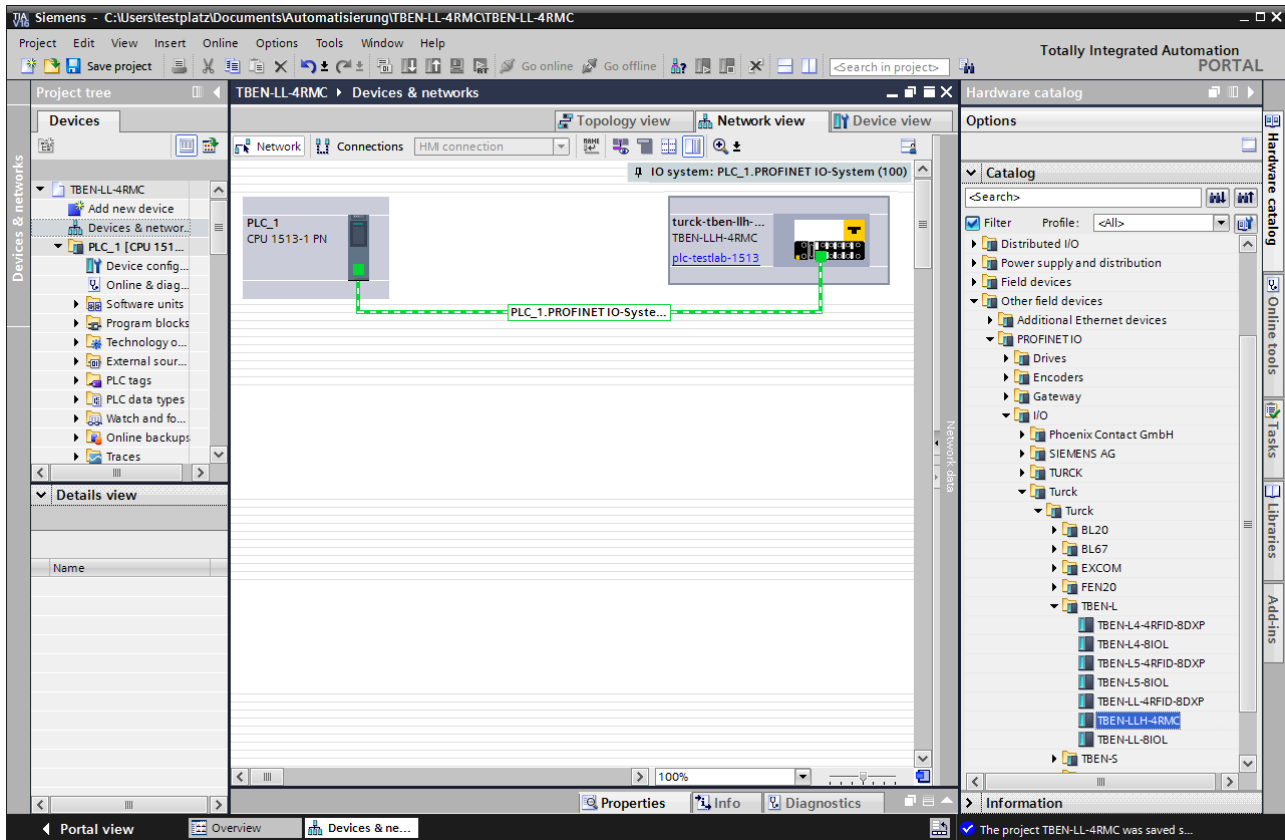 TIA
V16
Siemens - C:\Users\testplatz\Documents\Automatisierung\TBEN-LL-4RMC\TBEN-LL-4RMC
Project Edit View Insert Online Options Tools Window Help
Totally Integrated Automation
PORTAL
Save project
Go online
Go offline
<Search in project>
Project tree
Devices
Devices & networks
TBEN-LL-4RMC
Add new device
Devices & networ...
PLC_1 [CPU 151...
Device config...
Online & diag...
Software units
Program blocks
Technology o...
External sour...
PLC tags
PLC data types
Watch and fo...
Online backups
Traces
Details view
Name
TBEN-LL-4RMC Devices & networks
Topology view Network view Device view
Network Connections HMI connection
IO system: PLC_1.PROFINET IO-System (100)
PLC_1
CPU 1513-1 PN
turck-tben-llh-...
TBEN-LLH-4RMC
plc-testlab-1513
PLC_1.PROFINET IO-Syste...
Network data
100%
Properties Info Diagnostics
Hardware catalog
Options
Catalog
<Search>
Filter Profile: <All>
Distributed I/O
Power supply and distribution
Field devices
Other field devices
Additional Ethernet devices
PROFINET IO
Drives
Encoders
Gateway
I/O
Phoenix Contact GmbH
SIEMENS AG
TURCK
Turck
Turck
BL20
BL67
EXCOM
FEN20
TBEN-L
TBEN-L4-4RFID-8DXP
TBEN-L4-8IOL
TBEN-L5-4RFID-8DXP
TBEN-L5-8IOL
TBEN-LL-4RFID-8DXP
TBEN-LLH-4RMC
TBEN-LL-8IOL
TBEN-S
Information
Hardware catalog
Online tools
Tasks
Libraries
Add-ins
Portal view
Overview
Devices & ne...
The project TBEN-LL-4RMC was saved s...